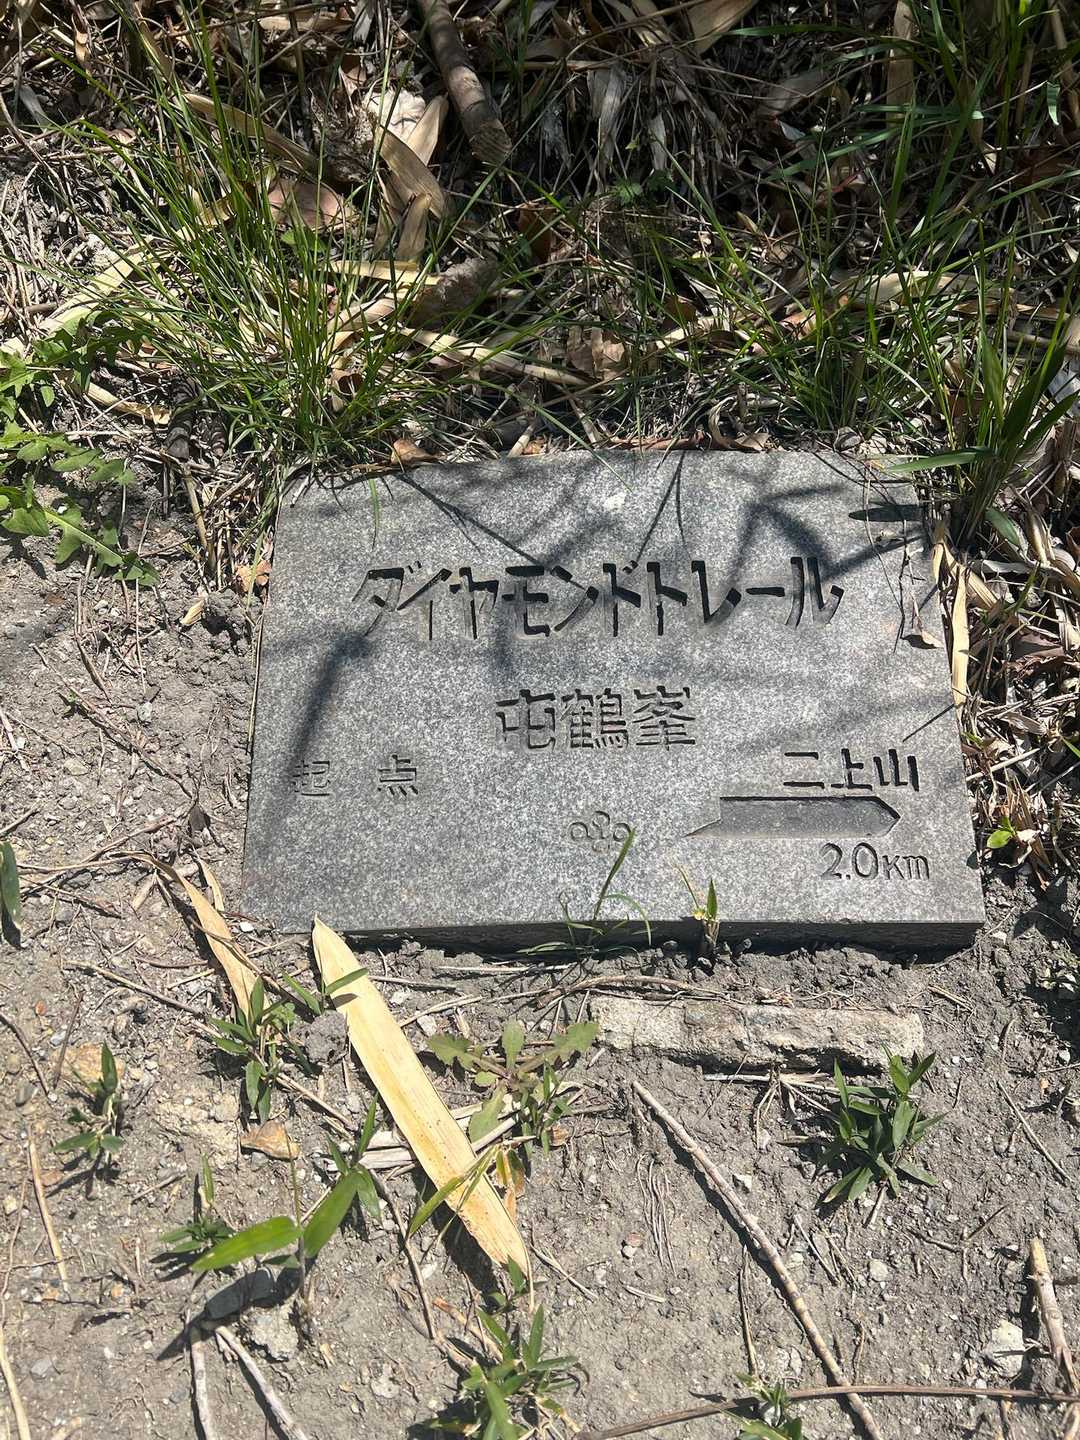 ダイヤモンドトレール
屯鶴峯
起点
二上山
2.0km